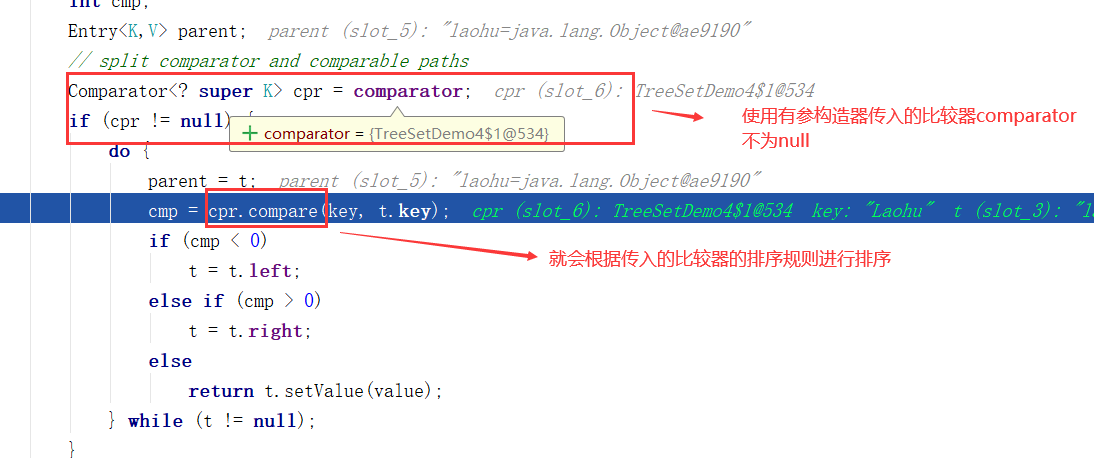 int cmp;
Entry<K,V> parent;  parent (slot_5): "laohu=java.lang.Object@ae9190"
// split comparator and comparable paths
Comparator<? super K> cpr = comparator;  cpr (slot_6): TreeSetDemo4$1@534
使用有参构造器传入的比较器comparator
不为null
if (cpr != null) {
+ comparator = {TreeSetDemo4$1@534}
do {
parent = t;  parent (slot_5): "laohu=java.lang.Object@ae9190"
cmp = cpr.compare(key, t.key);  cpr (slot_6): TreeSetDemo4$1@534  key: "Laohu"  t (slot_3): "la
if (cmp < 0)
就会根据传入的比较器的排序规则进行排序
t = t.left;
else if (cmp > 0)
t = t.right;
else
return t.setValue(value);
} while (t != null);
}